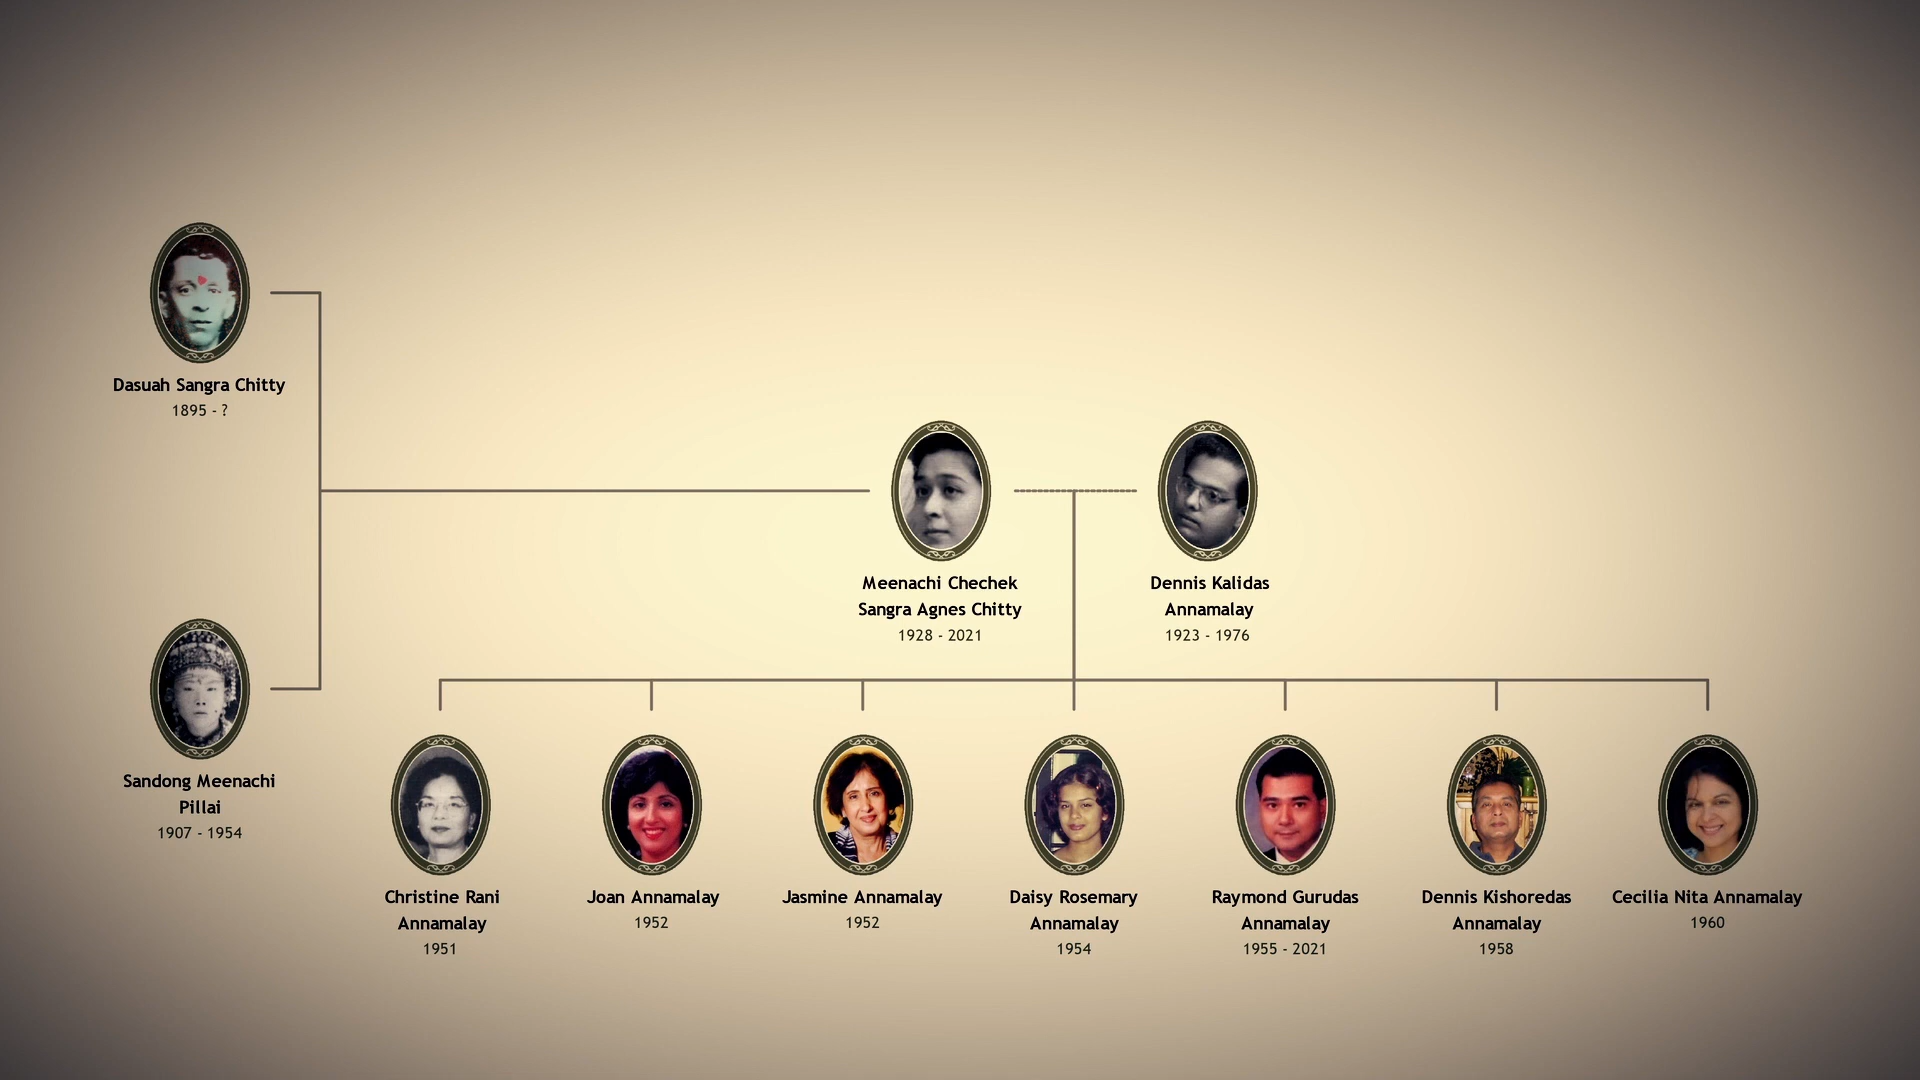 Dasuah Sangra Chitty
1895 - ?
Meenachi Chechek
Sangra Agnes Chitty
1928 - 2021
Dennis Kalidas
Annamalay
1923 - 1976
Sandong Meenachi
Pillai
1907 - 1954
Christine Rani
Annamalay
1951
Joan Annamalay
1952
Jasmine Annamalay
1952
Daisy Rosemary
Annamalay
1954
Raymond Gurudas
Annamalay
1955 - 2021
Dennis Kishoredas
Annamalay
1958
Cecilia Nita Annamalay
1960